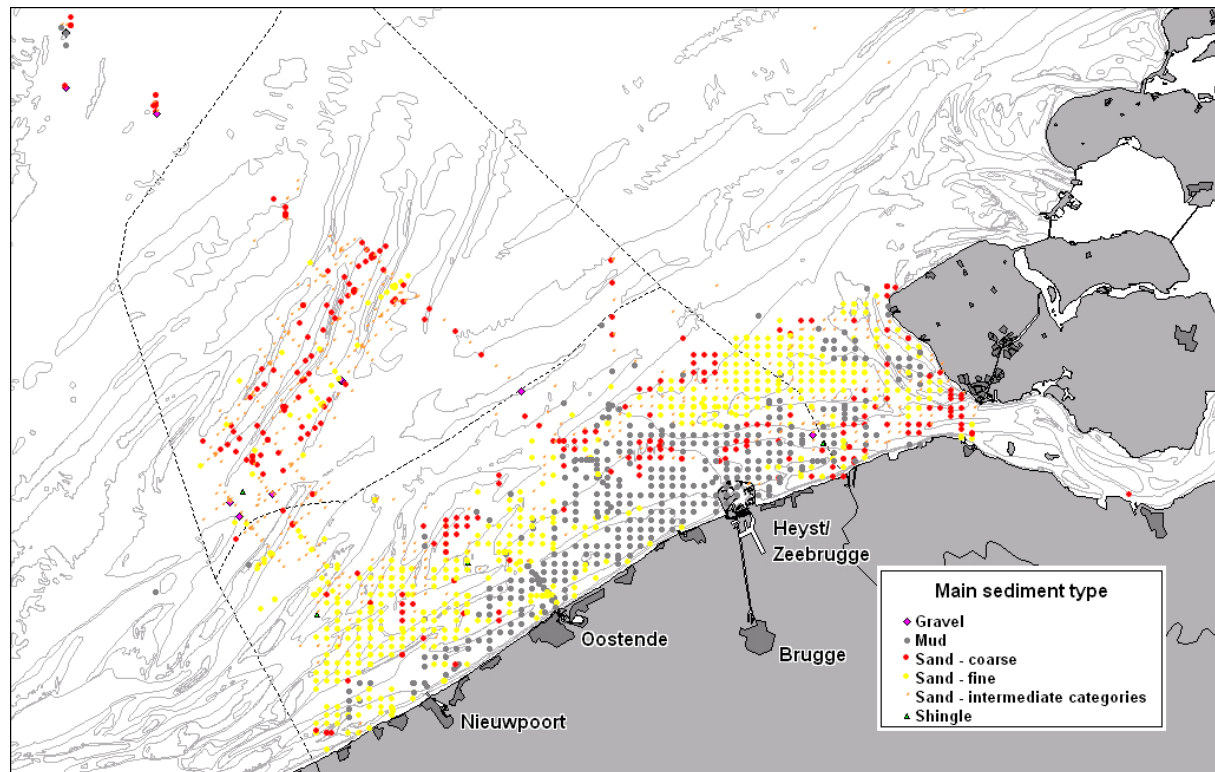 Heyst/
Zeebrugge
Oostende
Brugge
Nieuwpoort
Main sediment type
Gravel
Mud
Sand - coarse
Sand - fine
Sand - intermediate categories
Shingle